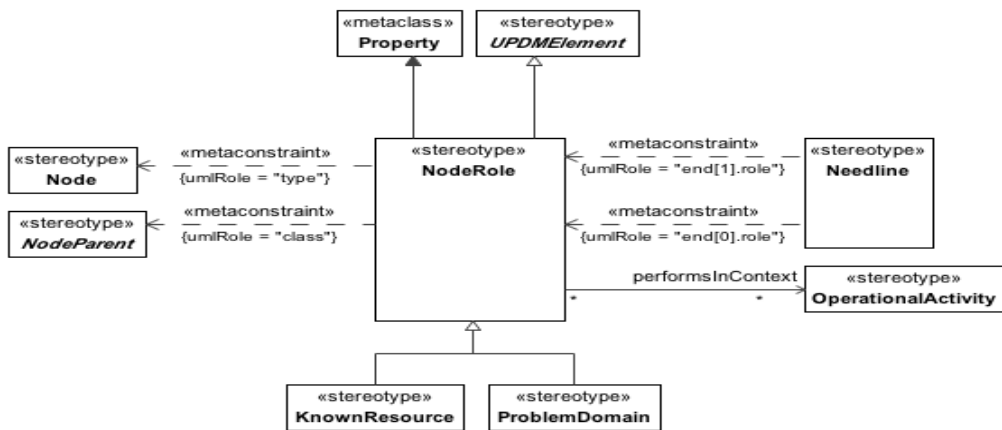 «metaclass»
Property
«stereotype»
UPDMElement
«stereotype»
Node
«metaconstraint»
{umlRole = "type"}
«stereotype»
NodeRole
«metaconstraint»
{umlRole = "end[1].role"}
«stereotype»
Needline
«stereotype»
NodeParent
«metaconstraint»
{umlRole = "class"}
«metaconstraint»
{umlRole = "end[0].role"}
performsInContext
* *
«stereotype»
OperationalActivity
«stereotype»
KnownResource
«stereotype»
ProblemDomain